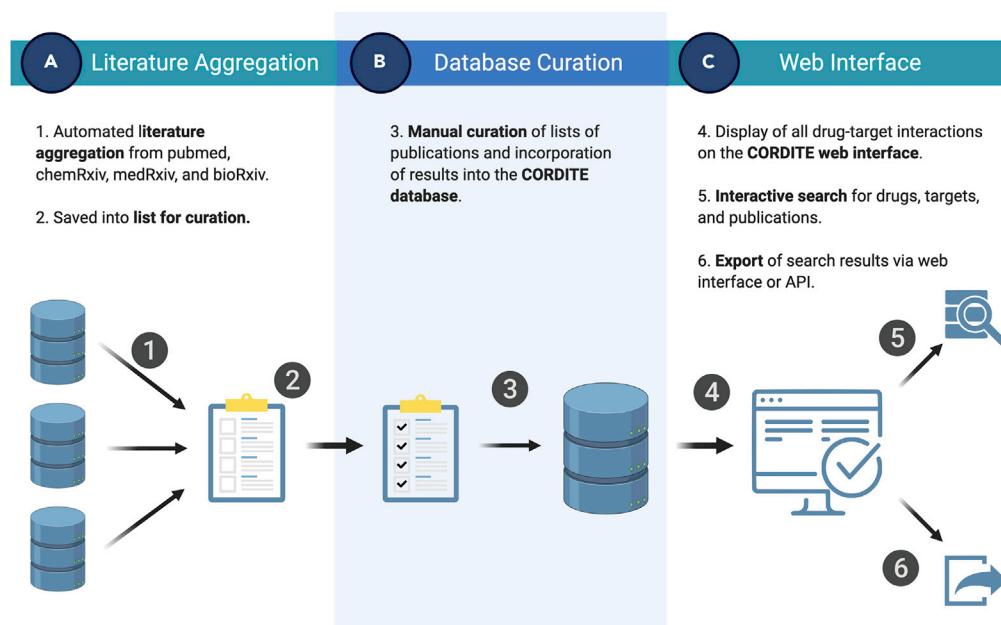 A Literature Aggregation
B Database Curation
C Web Interface
1. Automated literature
aggregation from pubmed,
chemRxiv, medRxiv, and bioRxiv.
2. Saved into list for curation.
3. Manual curation of lists of
publications and incorporation
of results into the CORDITE
database.
4. Display of all drug-target interactions
on the CORDITE web interface.
5. Interactive search for drugs, targets,
and publications.
6. Export of search results via web
interface or API.
1
2
3
4
5
6